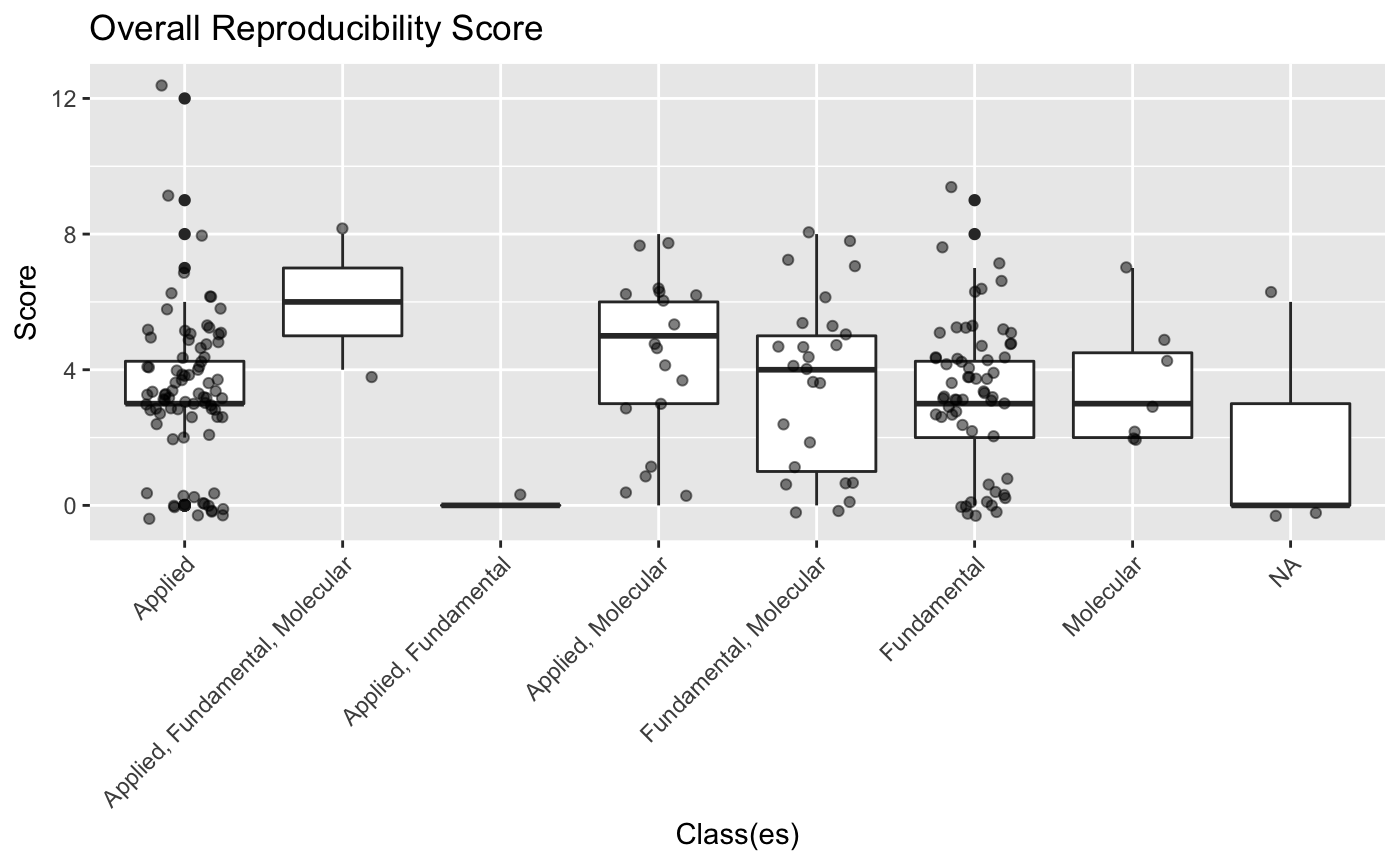 Overall Reproducibility Score
Score
12
8
4
0
Applied
Applied, Fundamental, Molecular
Applied, Fundamental
Applied, Molecular
Fundamental, Molecular
Fundamental
Molecular
NA
Class(es)